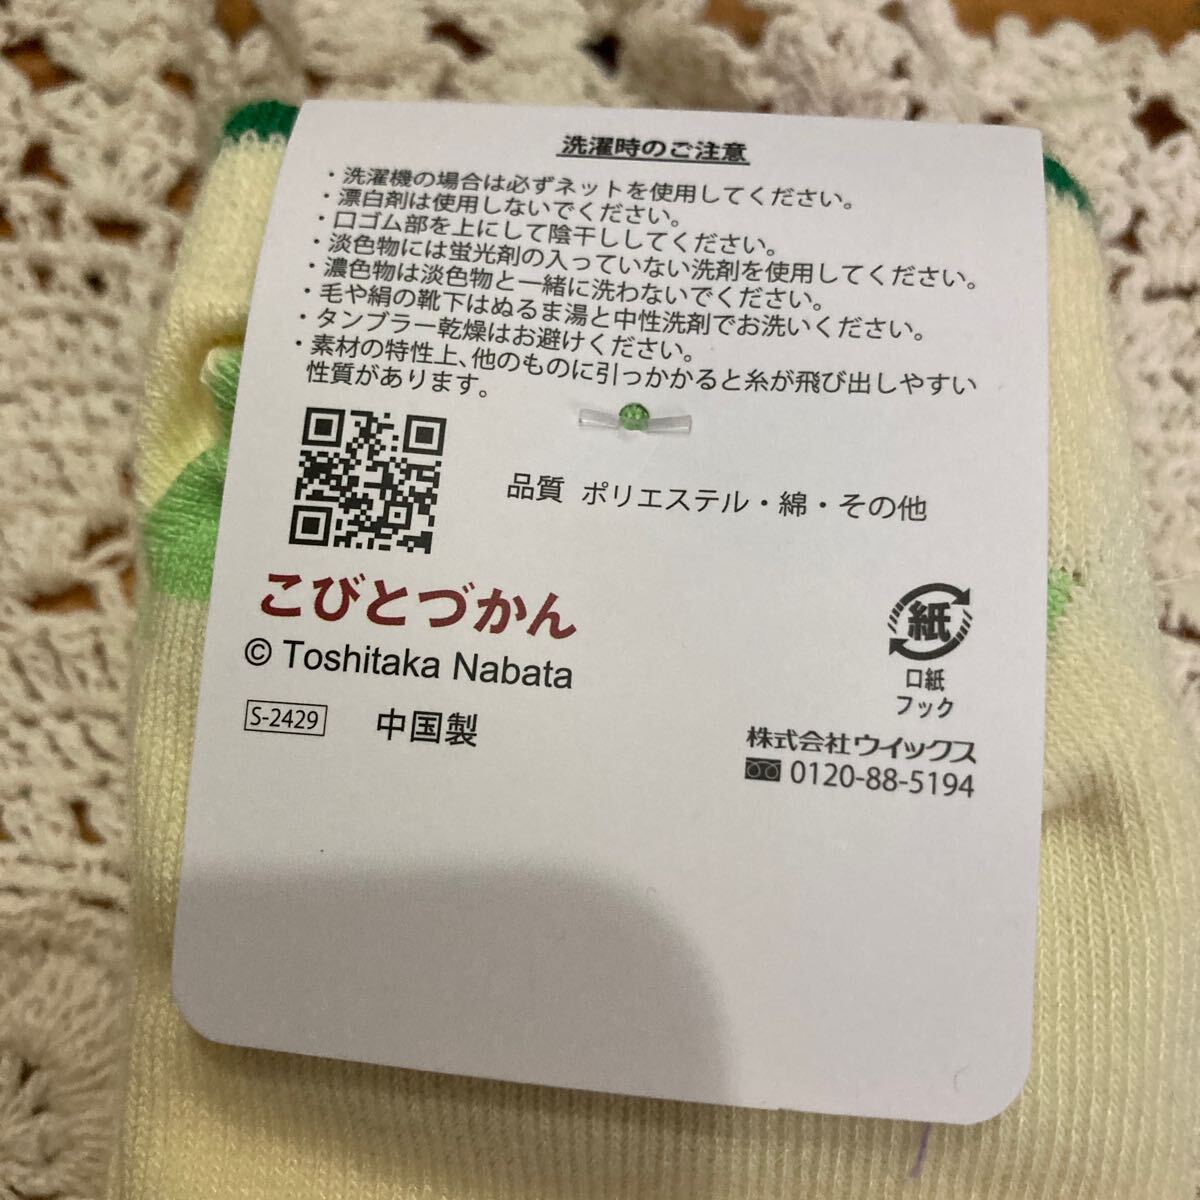 洗濯時のご注意
・洗濯機の場合は必ずネットを使用してください。
・漂白剤は使用しないでください。
・口ゴム部を上にして陰干ししてください。
・淡色物には蛍光剤の入っていない洗剤を使用してください。
・濃色物は淡色物と一緒に洗わないでください。
・毛や絹の靴下はぬるま湯と中性洗剤でお洗いください。
・タンブラー乾燥はお避けください。
・素材の特性上、他のものに引っかかると糸が飛び出しやすい
性質があります。
品質 ポリエステル・綿・その他
こびとづかん
© Toshitaka Nabata
S-2429 中国製
紙
口紙
フック
株式会社ウイックス
0120-88-5194